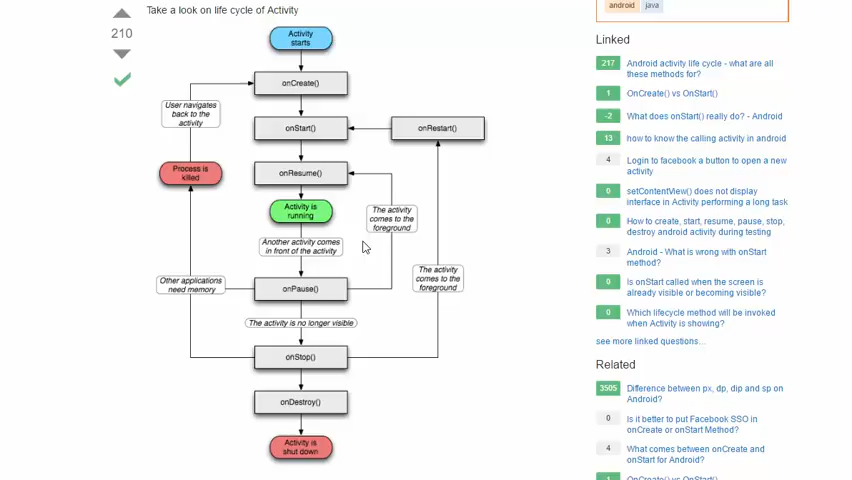 Take a look on life cycle of Activity
210
Activity
starts
onCreate()
User navigates
back to the
activity
onStart()
onRestart()
Process is
killed
onResume()
Activity is
running
The activity
comes to the
foreground
Another activity comes
in front of the activity
The activity
comes to the
foreground
Other applications
need memory
onPause()
The activity is no longer visible
onStop()
onDestroy()
Activity is
shut down
android java
Linked
217 Android activity life cycle - what are all
these methods for?
1 OnCreate() vs OnStart()
-2 What does onStart() really do? - Android
13 how to know the calling activity in android
4 Login to facebook a button to open a new
activity
0 setContentView() does not display
interface in Activity performing a long task
0 How to create, start, resume, pause, stop,
destroy android activity during testing
3 Android - What is wrong with onStart
method?
0 Is onStart called when the screen is
already visible or becoming visible?
0 Which lifecycle method will be invoked
when Activity is showing?
see more linked questions...
Related
3505 Difference between px, dp, dip and sp on
Android?
0 Is it better to put Facebook SSO in
onCreate or onStart Method?
4 What comes between onCreate and
onStart for Android?
1 OnCreate() vs OnStart()